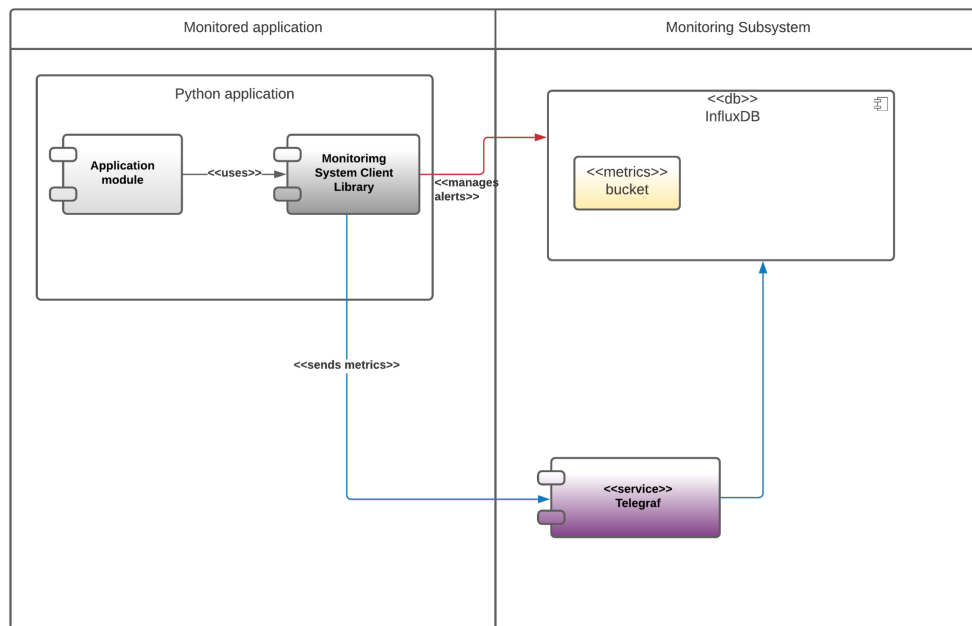 Monitored application
Monitoring Subsystem
Python application
Application
module
<<uses>>
Monitorimg
System Client
Library
<<manages
alerts>>
<<db>>
InfluxDB
<<metrics>>
bucket
<<sends metrics>>
<<service>>
Telegraf